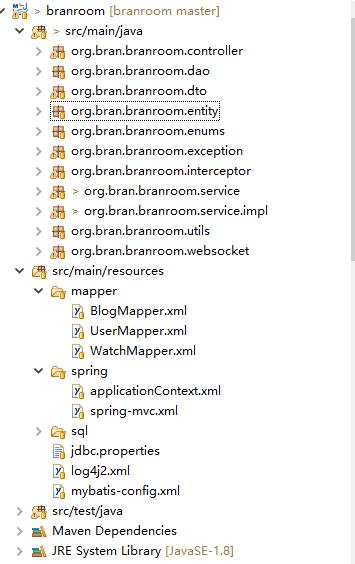 > branroom [branroom master]
> src/main/java
org.bran.branroom.controller
org.bran.branroom.dao
org.bran.branroom.dto
org.bran.branroom.entity
org.bran.branroom.enums
org.bran.branroom.exception
org.bran.branroom.interceptor
> org.bran.branroom.service
> org.bran.branroom.service.impl
org.bran.branroom.utils
org.bran.branroom.websocket
src/main/resources
mapper
BlogMapper.xml
UserMapper.xml
WatchMapper.xml
spring
applicationContext.xml
spring-mvc.xml
sql
jdbc.properties
log4j2.xml
mybatis-config.xml
src/test/java
Maven Dependencies
JRE System Library [JavaSE-1.8]